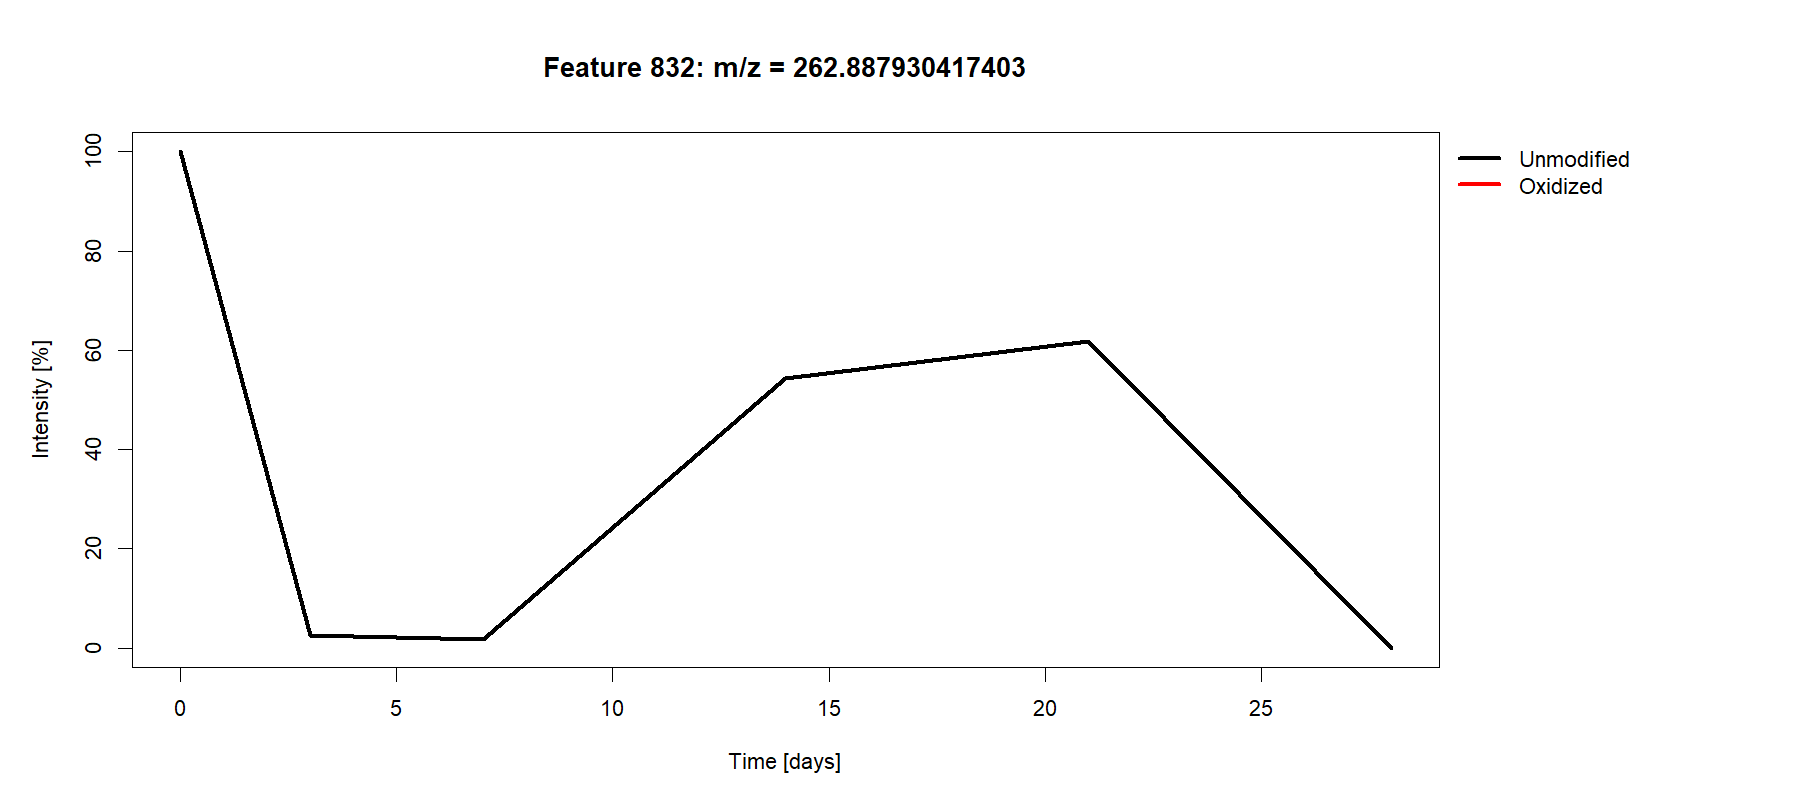 Feature 832: m/z = 262.887930417403
Unmodified
Oxidized
Intensity [%]
100
80
60
40
20
0
0 5 10 15 20 25
Time [days]